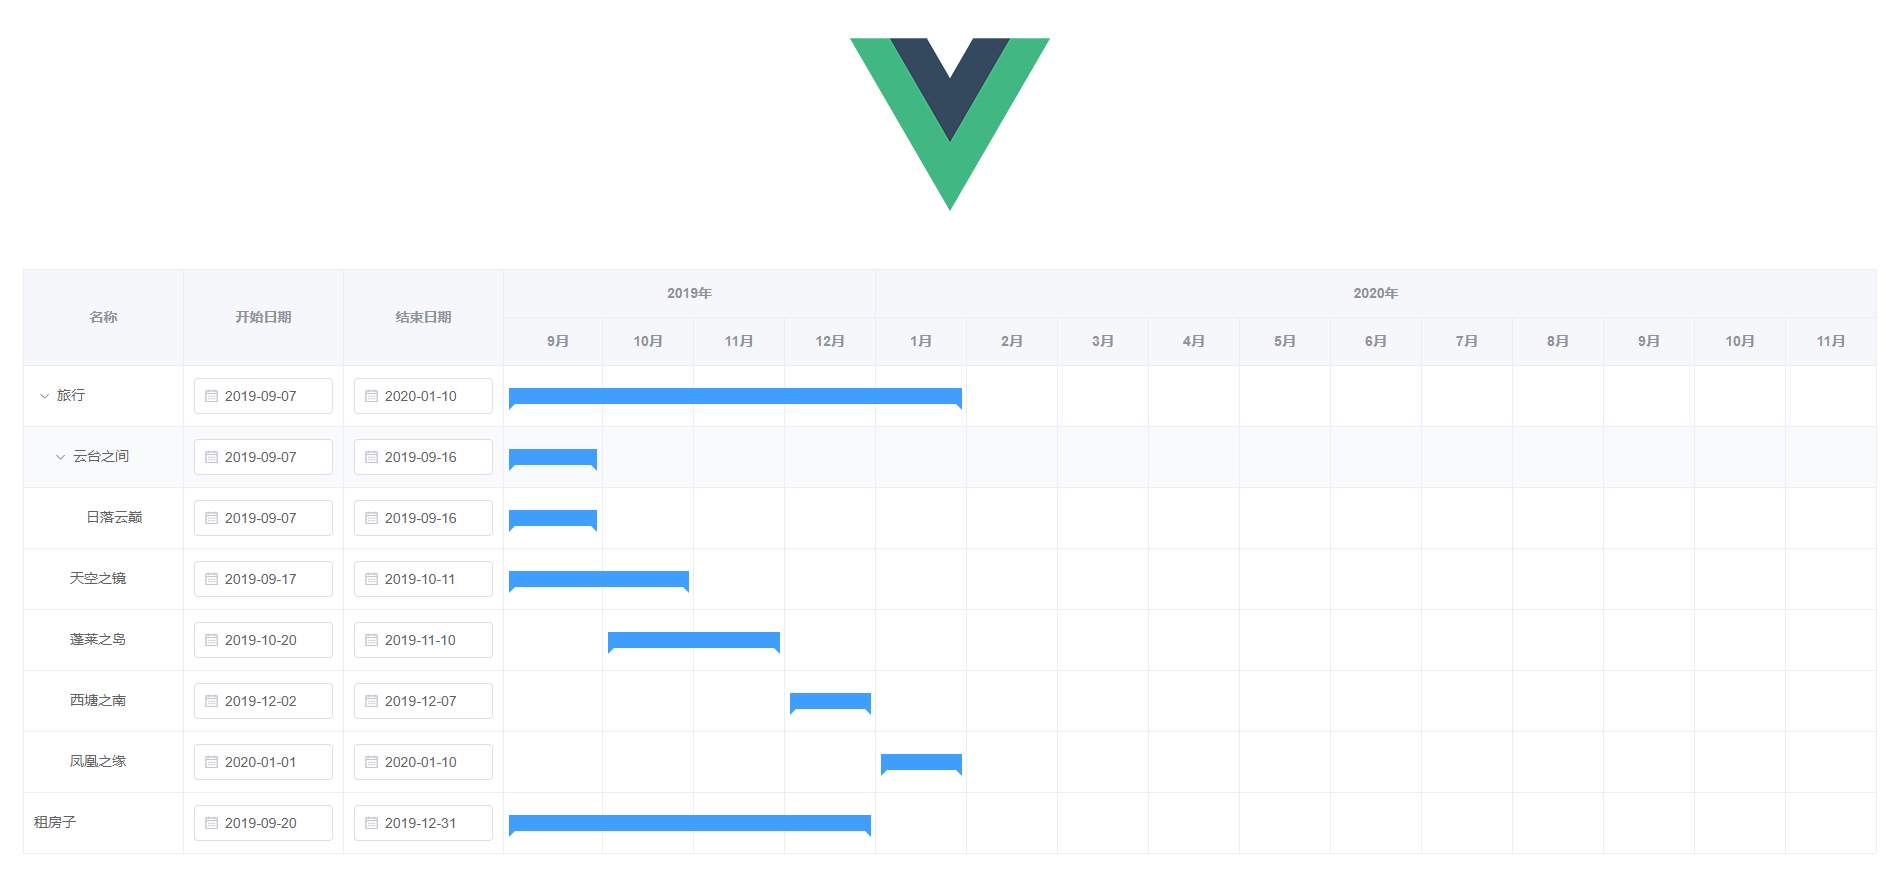 名称 开始日期 结束日期 2019年 2020年
9月 10月 11月 12月 1月 2月 3月 4月 5月 6月 7月 8月 9月 10月 11月
旅行 2019-09-07 2020-01-10
云台之间 2019-09-07 2019-09-16
日落云巅 2019-09-07 2019-09-16
天空之镜 2019-09-17 2019-10-11
蓬莱之岛 2019-10-20 2019-11-10
西塘之南 2019-12-02 2019-12-07
凤凰之缘 2020-01-01 2020-01-10
租房子 2019-09-20 2019-12-31